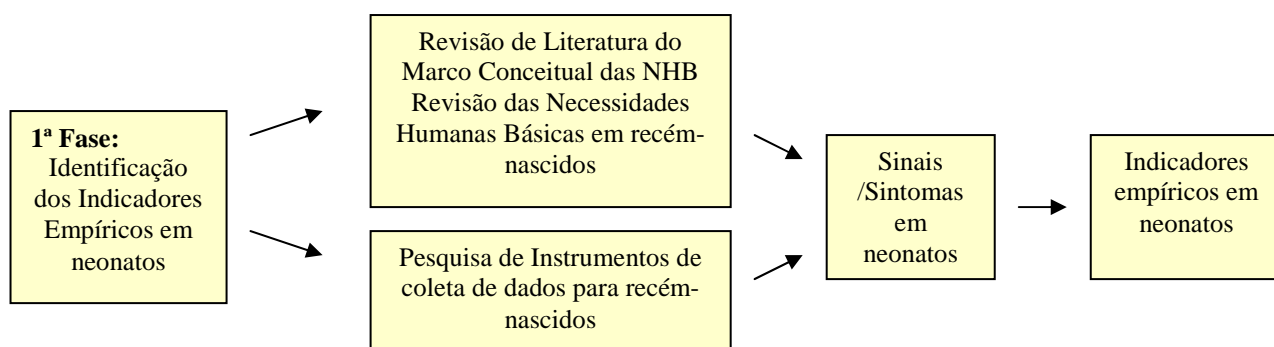 1ª Fase:
Identificação
dos Indicadores
Empíricos em
neonatos
Revisão de Literatura do
Marco Conceitual das NHB
Revisão das Necessidades
Humanas Básicas em recém-
nascidos
Pesquisa de Instrumentos de
coleta de dados para recém-
nascidos
Sinais
/Sintomas
em
neonatos
Indicadores
empíricos em
neonatos